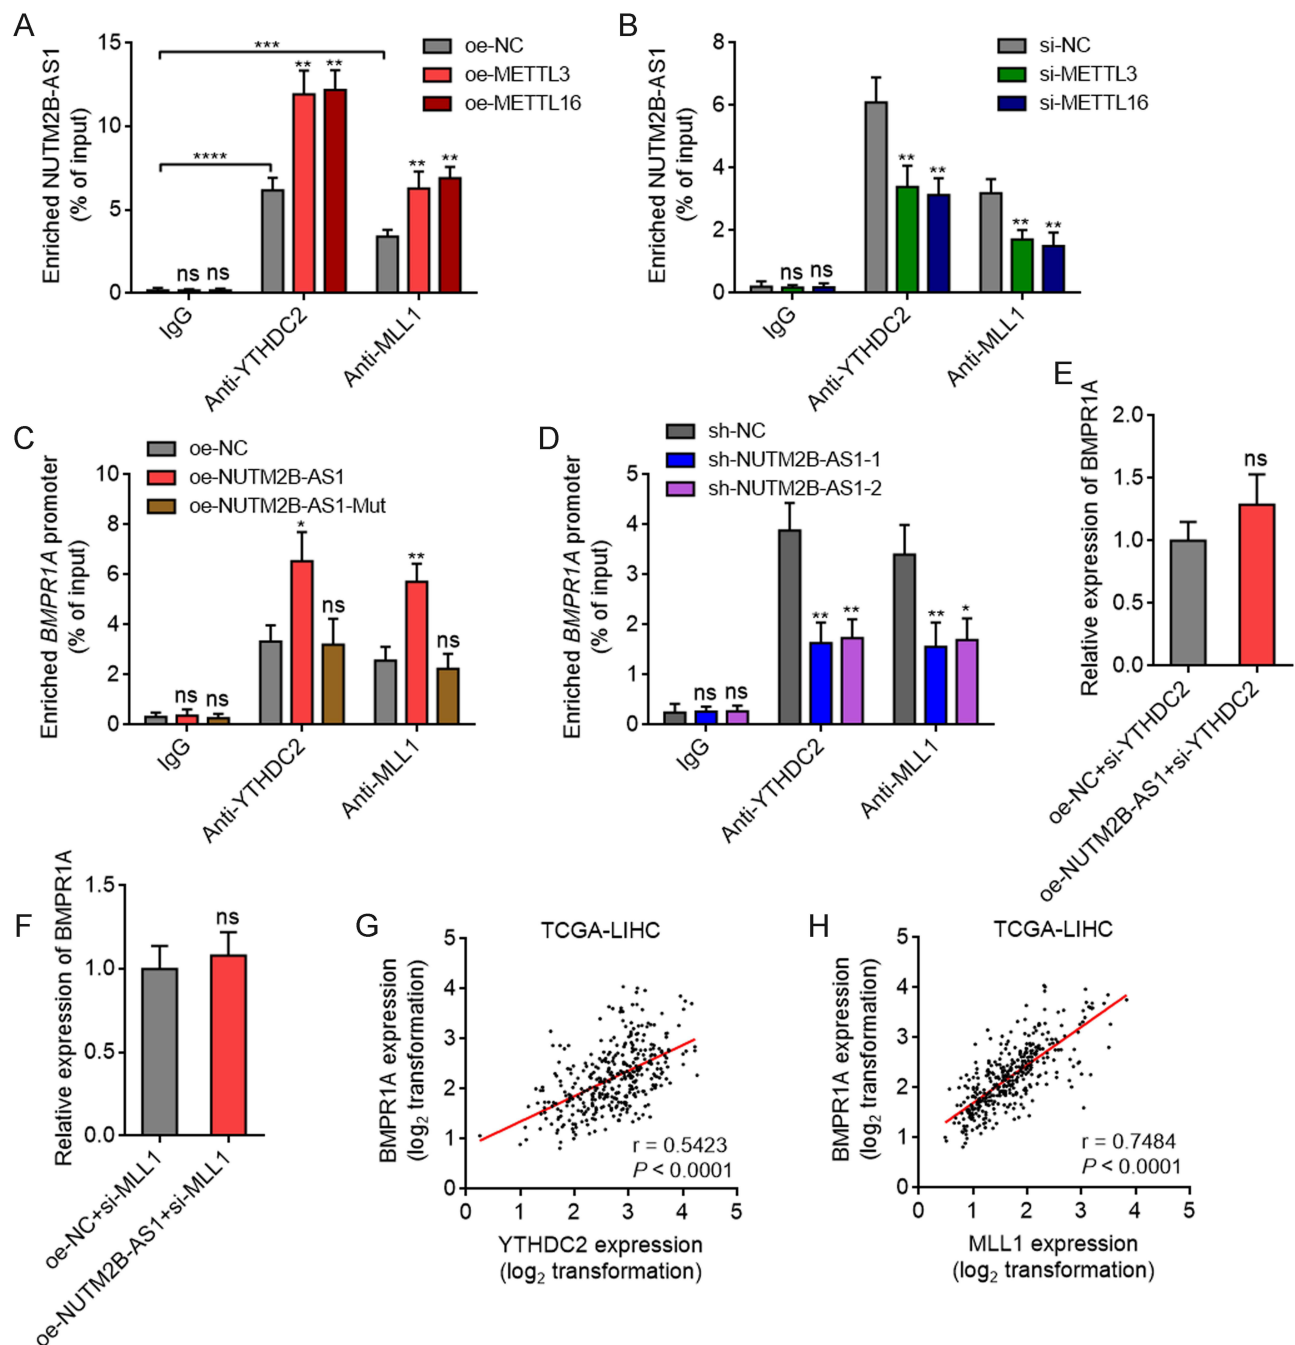 A
Enriched NUTM2B-AS1
(% of input)
15
10
5
0
***
****
ns
ns
**
**
**
**
oe-NC
oe-METTL3
oe-METTL16
IgG
Anti-YTHDC2
Anti-MLL1
B
Enriched NUTM2B-AS1
(% of input)
8
6
4
2
0
ns
ns
**
**
**
**
si-NC
si-METTL3
si-METTL16
IgG
Anti-YTHDC2
Anti-MLL1
C
oe-NC
oe-NUTM2B-AS1
oe-NUTM2B-AS1-Mut
Enriched BMPR1A promoter
(% of input)
10
8
6
4
2
0
ns
ns
*
ns
**
ns
IgG
Anti-YTHDC2
Anti-MLL1
D
sh-NC
sh-NUTM2B-AS1-1
sh-NUTM2B-AS1-2
Enriched BMPR1A promoter
(% of input)
5
4
3
2
1
0
ns
ns
**
**
**
*
IgG
Anti-YTHDC2
Anti-MLL1
E
Relative expression of BMPR1A
2.0
1.5
1.0
0.5
0.0
ns
oe-NC+si-YTHDC2
oe-NUTM2B-AS1+si-YTHDC2
F
Relative expression of BMPR1A
1.5
1.0
0.5
0.0
ns
oe-NC+si-MLL1
oe-NUTM2B-AS1+si-MLL1
G
TCGA-LIHC
BMPR1A expression
(log2 transformation)
5
4
3
2
1
0
r = 0.5423
P < 0.0001
0 1 2 3 4 5
YTHDC2 expression
(log2 transformation)
H
TCGA-LIHC
BMPR1A expression
(log2 transformation)
5
4
3
2
1
0
r = 0.7484
P < 0.0001
0 1 2 3 4 5
MLL1 expression
(log2 transformation)